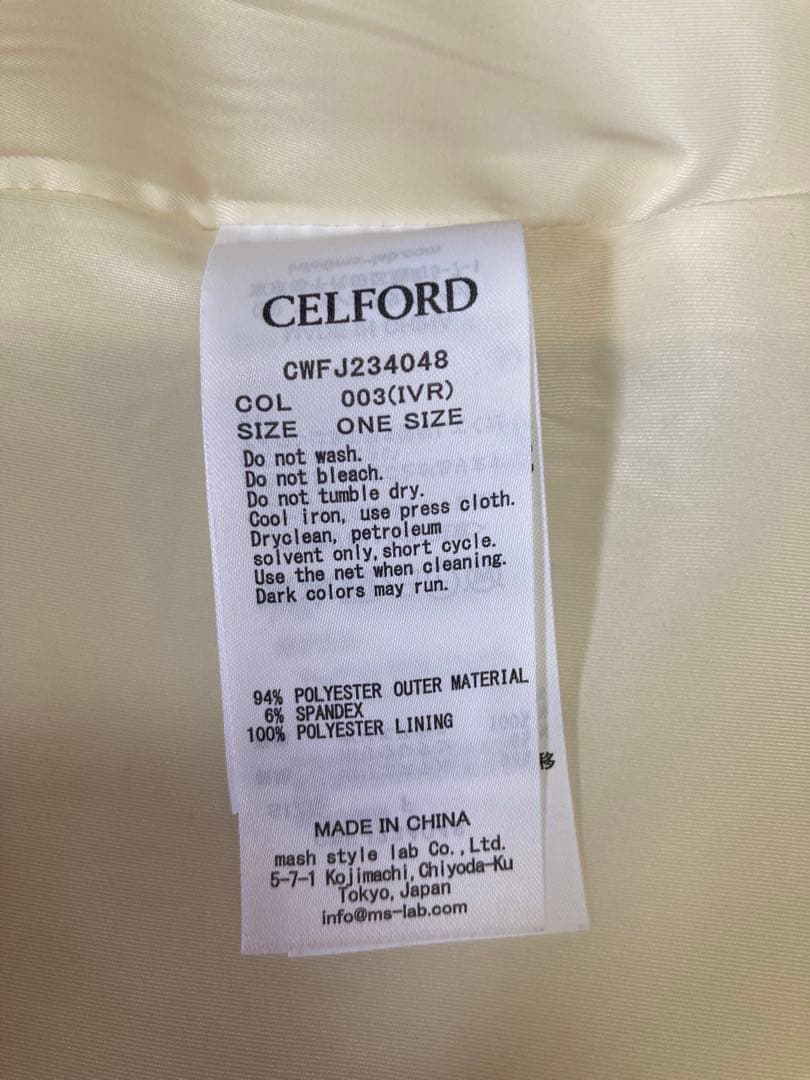 CELFORD
CWFJ234048
COL 003(IVR)
SIZE ONE SIZE
Do not wash.
Do not bleach.
Do not tumble dry.
Cool iron, use press cloth.
Dryclean, petroleum
solvent only,short cycle.
Use the net when cleaning.
Dark colors may run.
94% POLYESTER OUTER MATERIAL
6% SPANDEX
100% POLYESTER LINING
移
MADE IN CHINA
mash style lab Co.,Ltd.
5-7-1 Kojimachi,Chiyoda-Ku
Tokyo,Japan
info@ms-lab.com